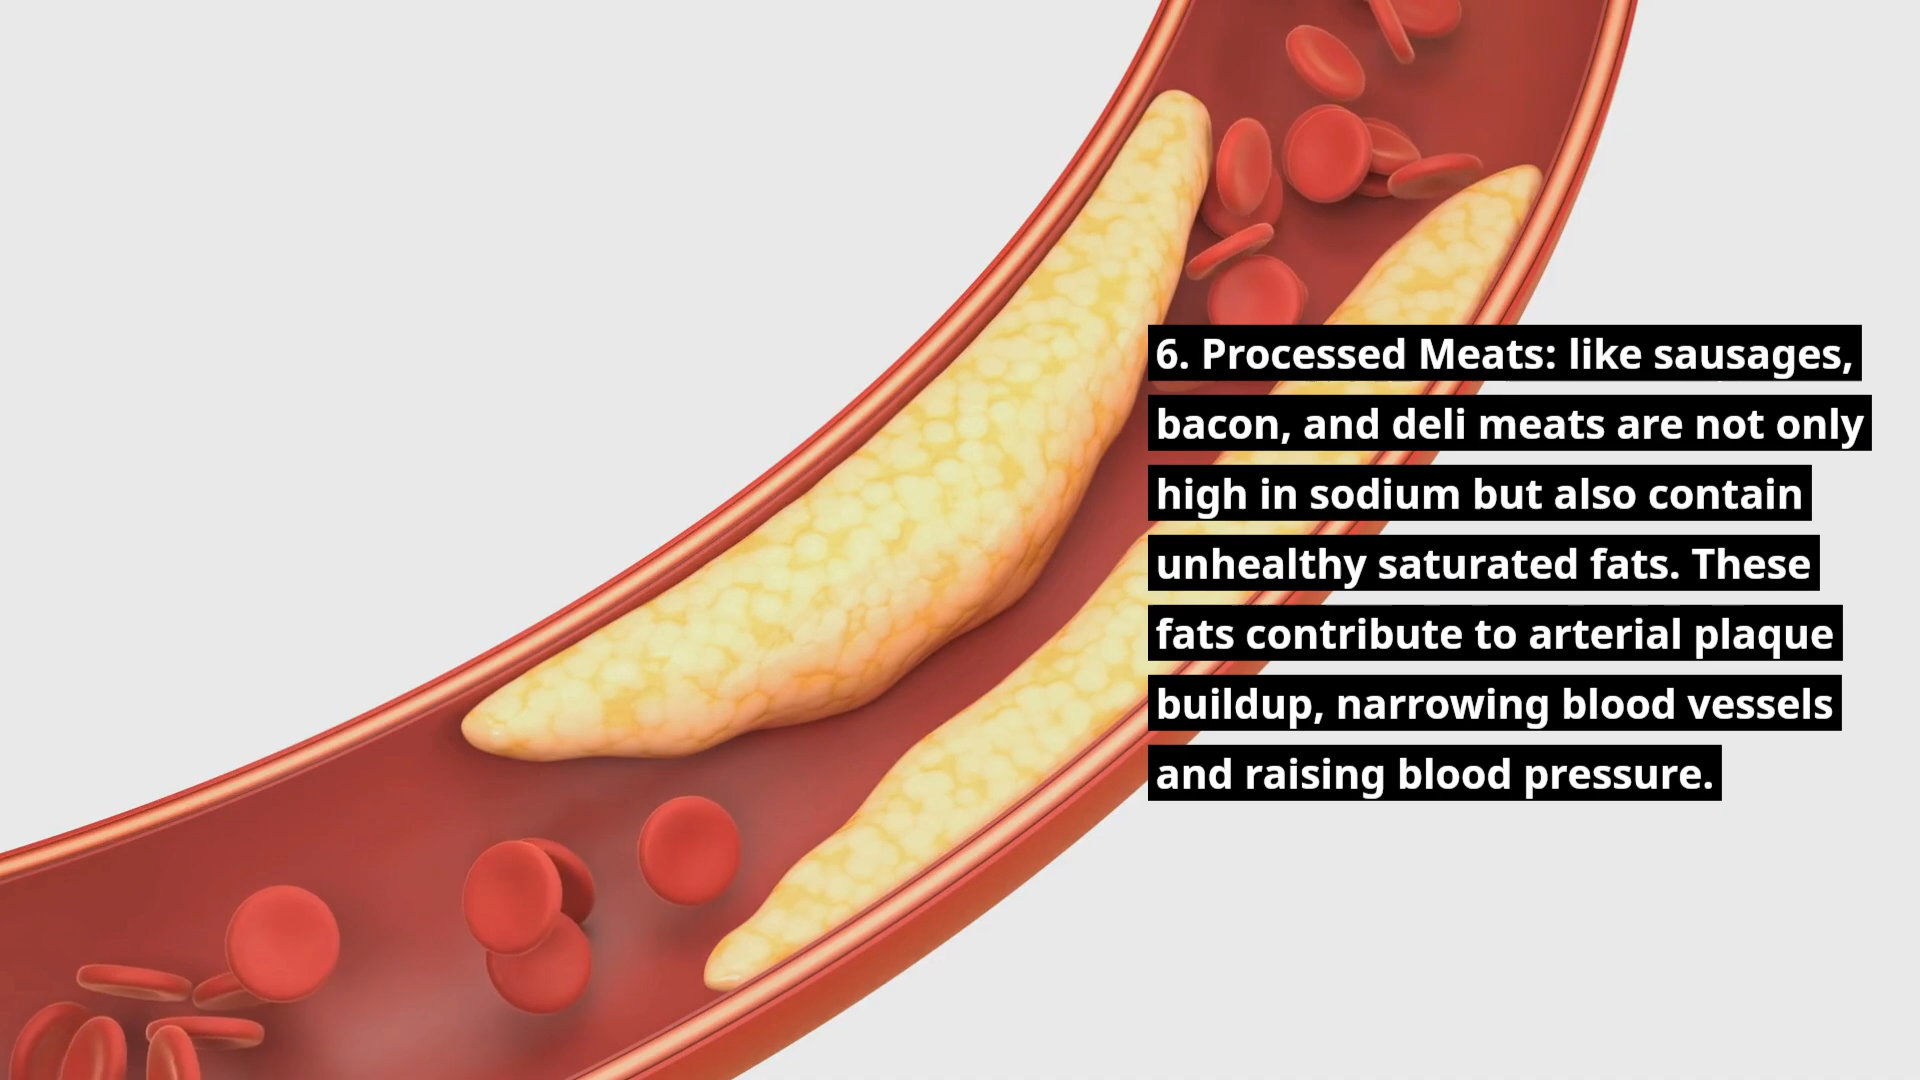 6. Processed Meats: like sausages,
bacon, and deli meats are not only
high in sodium but also contain
unhealthy saturated fats. These
fats contribute to arterial plaque
buildup, narrowing blood vessels
and raising blood pressure.